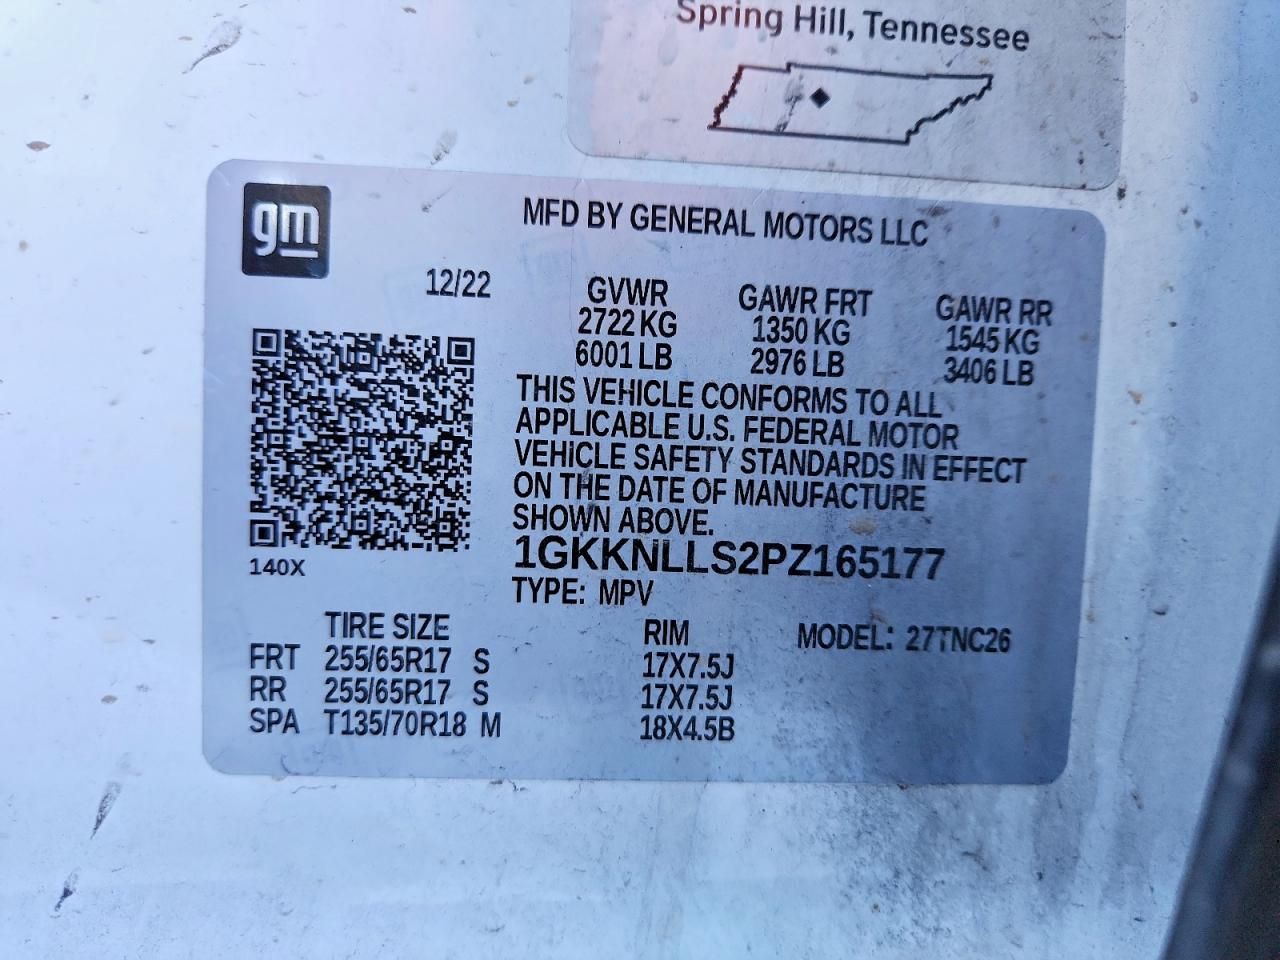 Spring Hill, Tennessee
gm
MFD BY GENERAL MOTORS LLC
12/22
GVWR GAWR FRT GAWR RR
2722 KG 1350 KG 1545 KG
6001 LB 2976 LB 3406 LB
THIS VEHICLE CONFORMS TO ALL
APPLICABLE U.S. FEDERAL MOTOR
VEHICLE SAFETY STANDARDS IN EFFECT
ON THE DATE OF MANUFACTURE
SHOWN ABOVE.
1GKKNLLS2PZ165177
140X
TYPE: MPV
TIRE SIZE RIM MODEL: 27TNC26
FRT 255/65R17 S 17X7.5J
RR 255/65R17 S 17X7.5J
SPA T135/70R18 M 18X4.5B